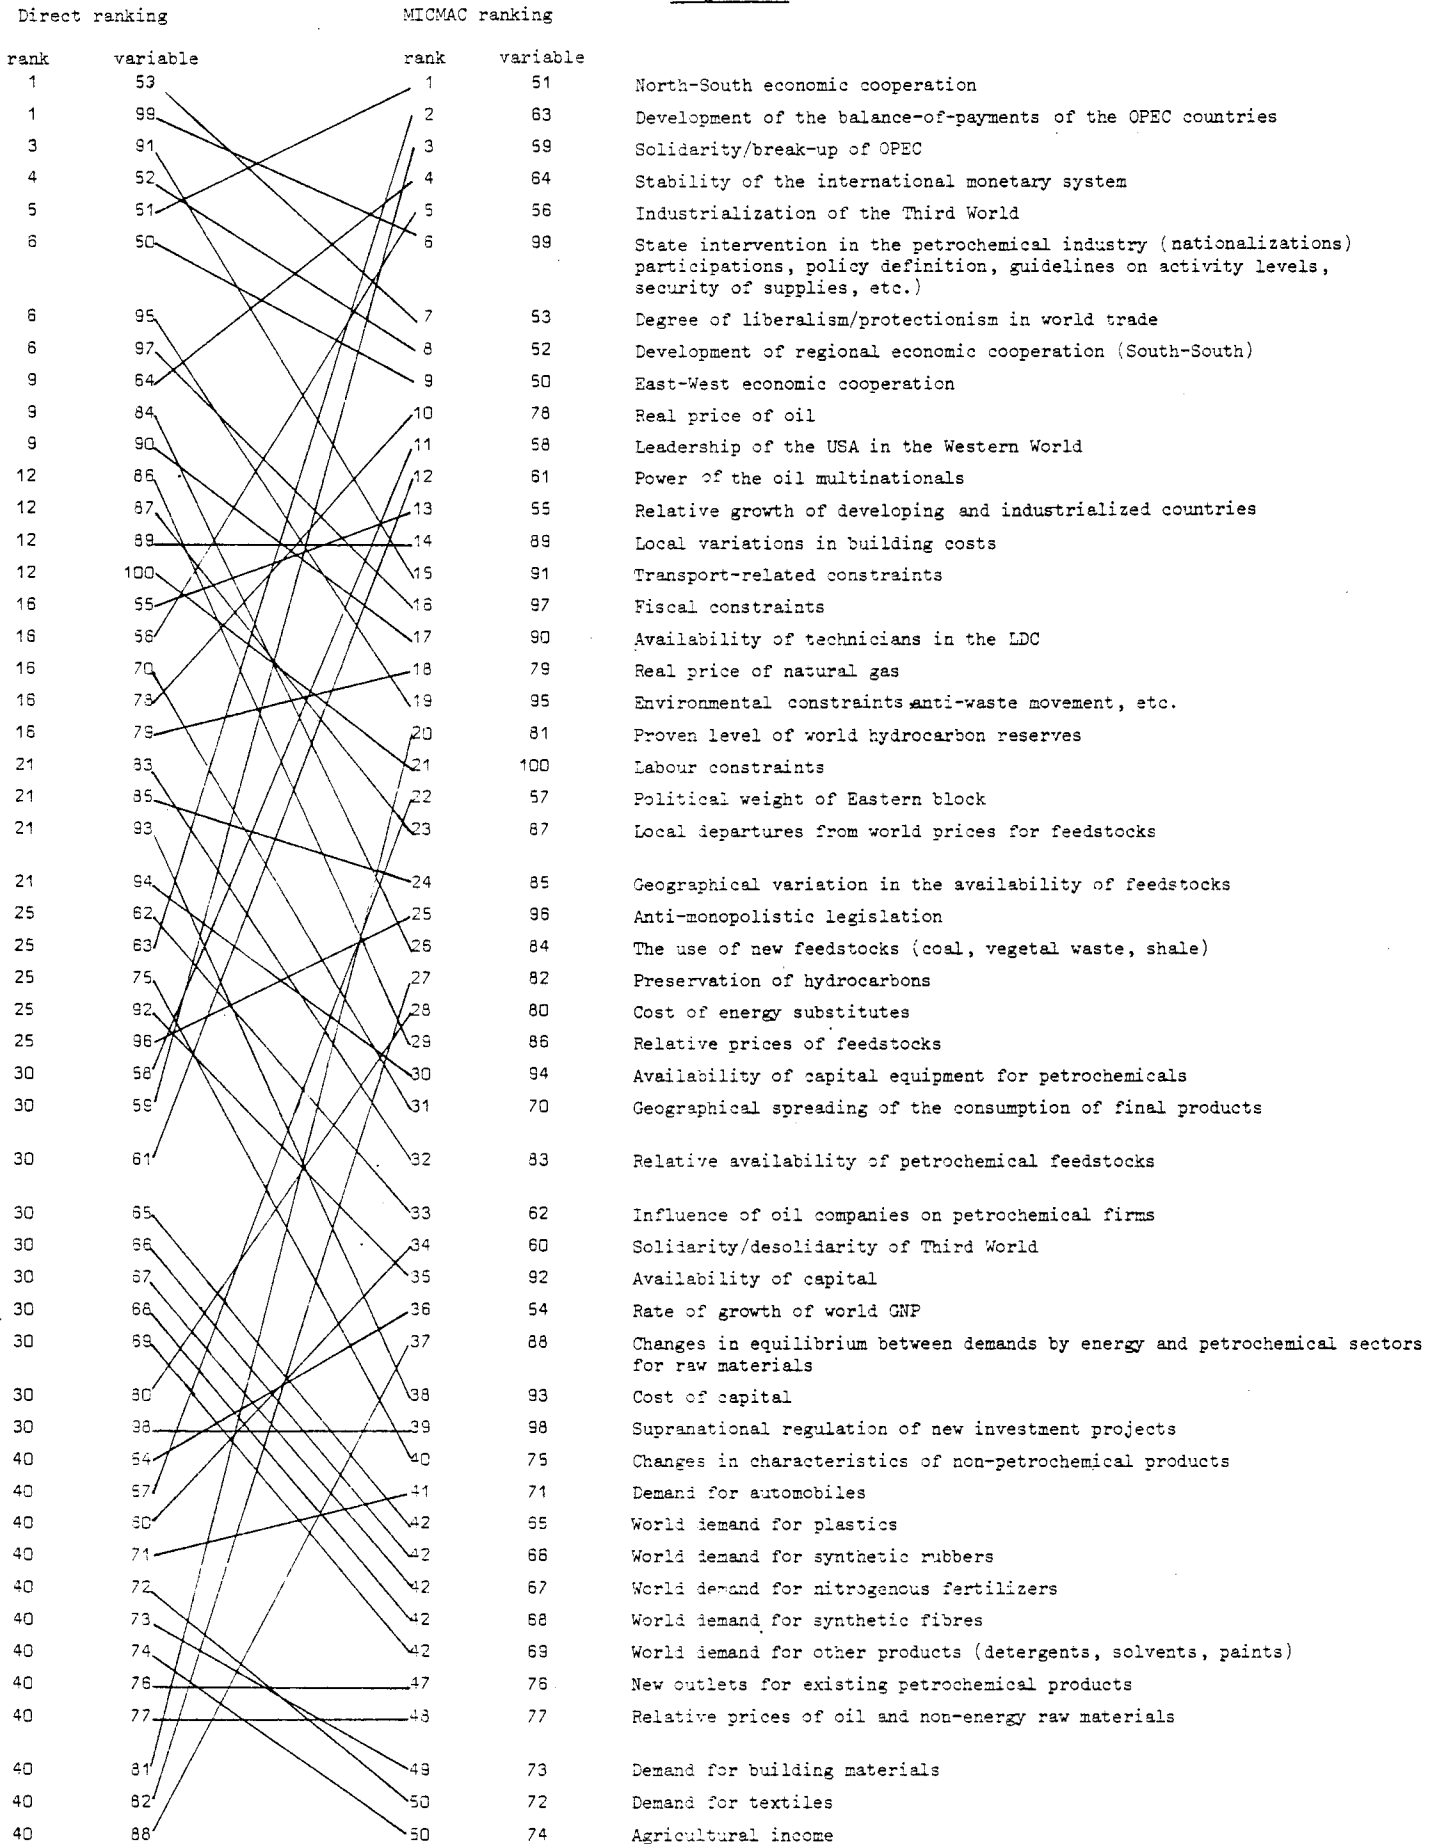 Direct ranking MICMAC ranking
rank variable rank variable
1 53 1 51 North-South economic cooperation
1 99 2 63 Development of the balance-of-payments of the OPEC countries
3 91 3 59 Solidarity/break-up of OPEC
4 52 4 64 Stability of the international monetary system
5 51 5 56 Industrialization of the Third World
6 50 6 99 State intervention in the petrochemical industry (nationalizations)
participations, policy definition, guidelines on activity levels,
security of supplies, etc.)
6 95 7 53 Degree of liberalism/protectionism in world trade
6 97 8 52 Development of regional economic cooperation (South-South)
9 64 9 50 East-West economic cooperation
9 84 10 78 Real price of oil
9 90 11 58 Leadership of the USA in the Western World
12 86 12 61 Power of the oil multinationals
12 87 13 55 Relative growth of developing and industrialized countries
12 89 14 89 Local variations in building costs
12 100 15 91 Transport-related constraints
16 55 16 97 Fiscal constraints
16 56 17 90 Availability of technicians in the LDC
16 70 18 79 Real price of natural gas
16 78 19 95 Environmental constraints anti-waste movement, etc.
16 79 20 81 Proven level of world hydrocarbon reserves
21 83 21 100 Labour constraints
21 85 22 57 Political weight of Eastern block
21 93 23 87 Local departures from world prices for feedstocks
21 94 24 85 Geographical variation in the availability of feedstocks
25 62 25 96 Anti-monopolistic legislation
25 63 26 84 The use of new feedstocks (coal, vegetal waste, shale)
25 75 27 82 Preservation of hydrocarbons
25 92 28 80 Cost of energy substitutes
25 96 29 86 Relative prices of feedstocks
30 58 30 94 Availability of capital equipment for petrochemicals
30 59 31 70 Geographical spreading of the consumption of final products
30 61 32 83 Relative availability of petrochemical feedstocks
30 65 33 62 Influence of oil companies on petrochemical firms
30 66 34 60 Solidarity/desolidarity of Third World
30 67 35 92 Availability of capital
30 68 36 54 Rate of growth of world GNP
30 69 37 88 Changes in equilibrium between demands by energy and petrochemical sectors
for raw materials
30 80 38 93 Cost of capital
30 98 39 98 Supranational regulation of new investment projects
40 54 40 75 Changes in characteristics of non-petrochemical products
40 57 41 71 Demand for automobiles
40 60 42 65 World demand for plastics
40 71 42 66 World demand for synthetic rubbers
40 72 42 67 World demand for nitrogenous fertilizers
40 73 42 68 World demand for synthetic fibres
40 74 42 69 World demand for other products (detergents, solvents, paints)
40 76 47 76 New outlets for existing petrochemical products
40 77 48 77 Relative prices of oil and non-energy raw materials
40 81 49 73 Demand for building materials
40 82 50 72 Demand for textiles
40 88 50 74 Agricultural income